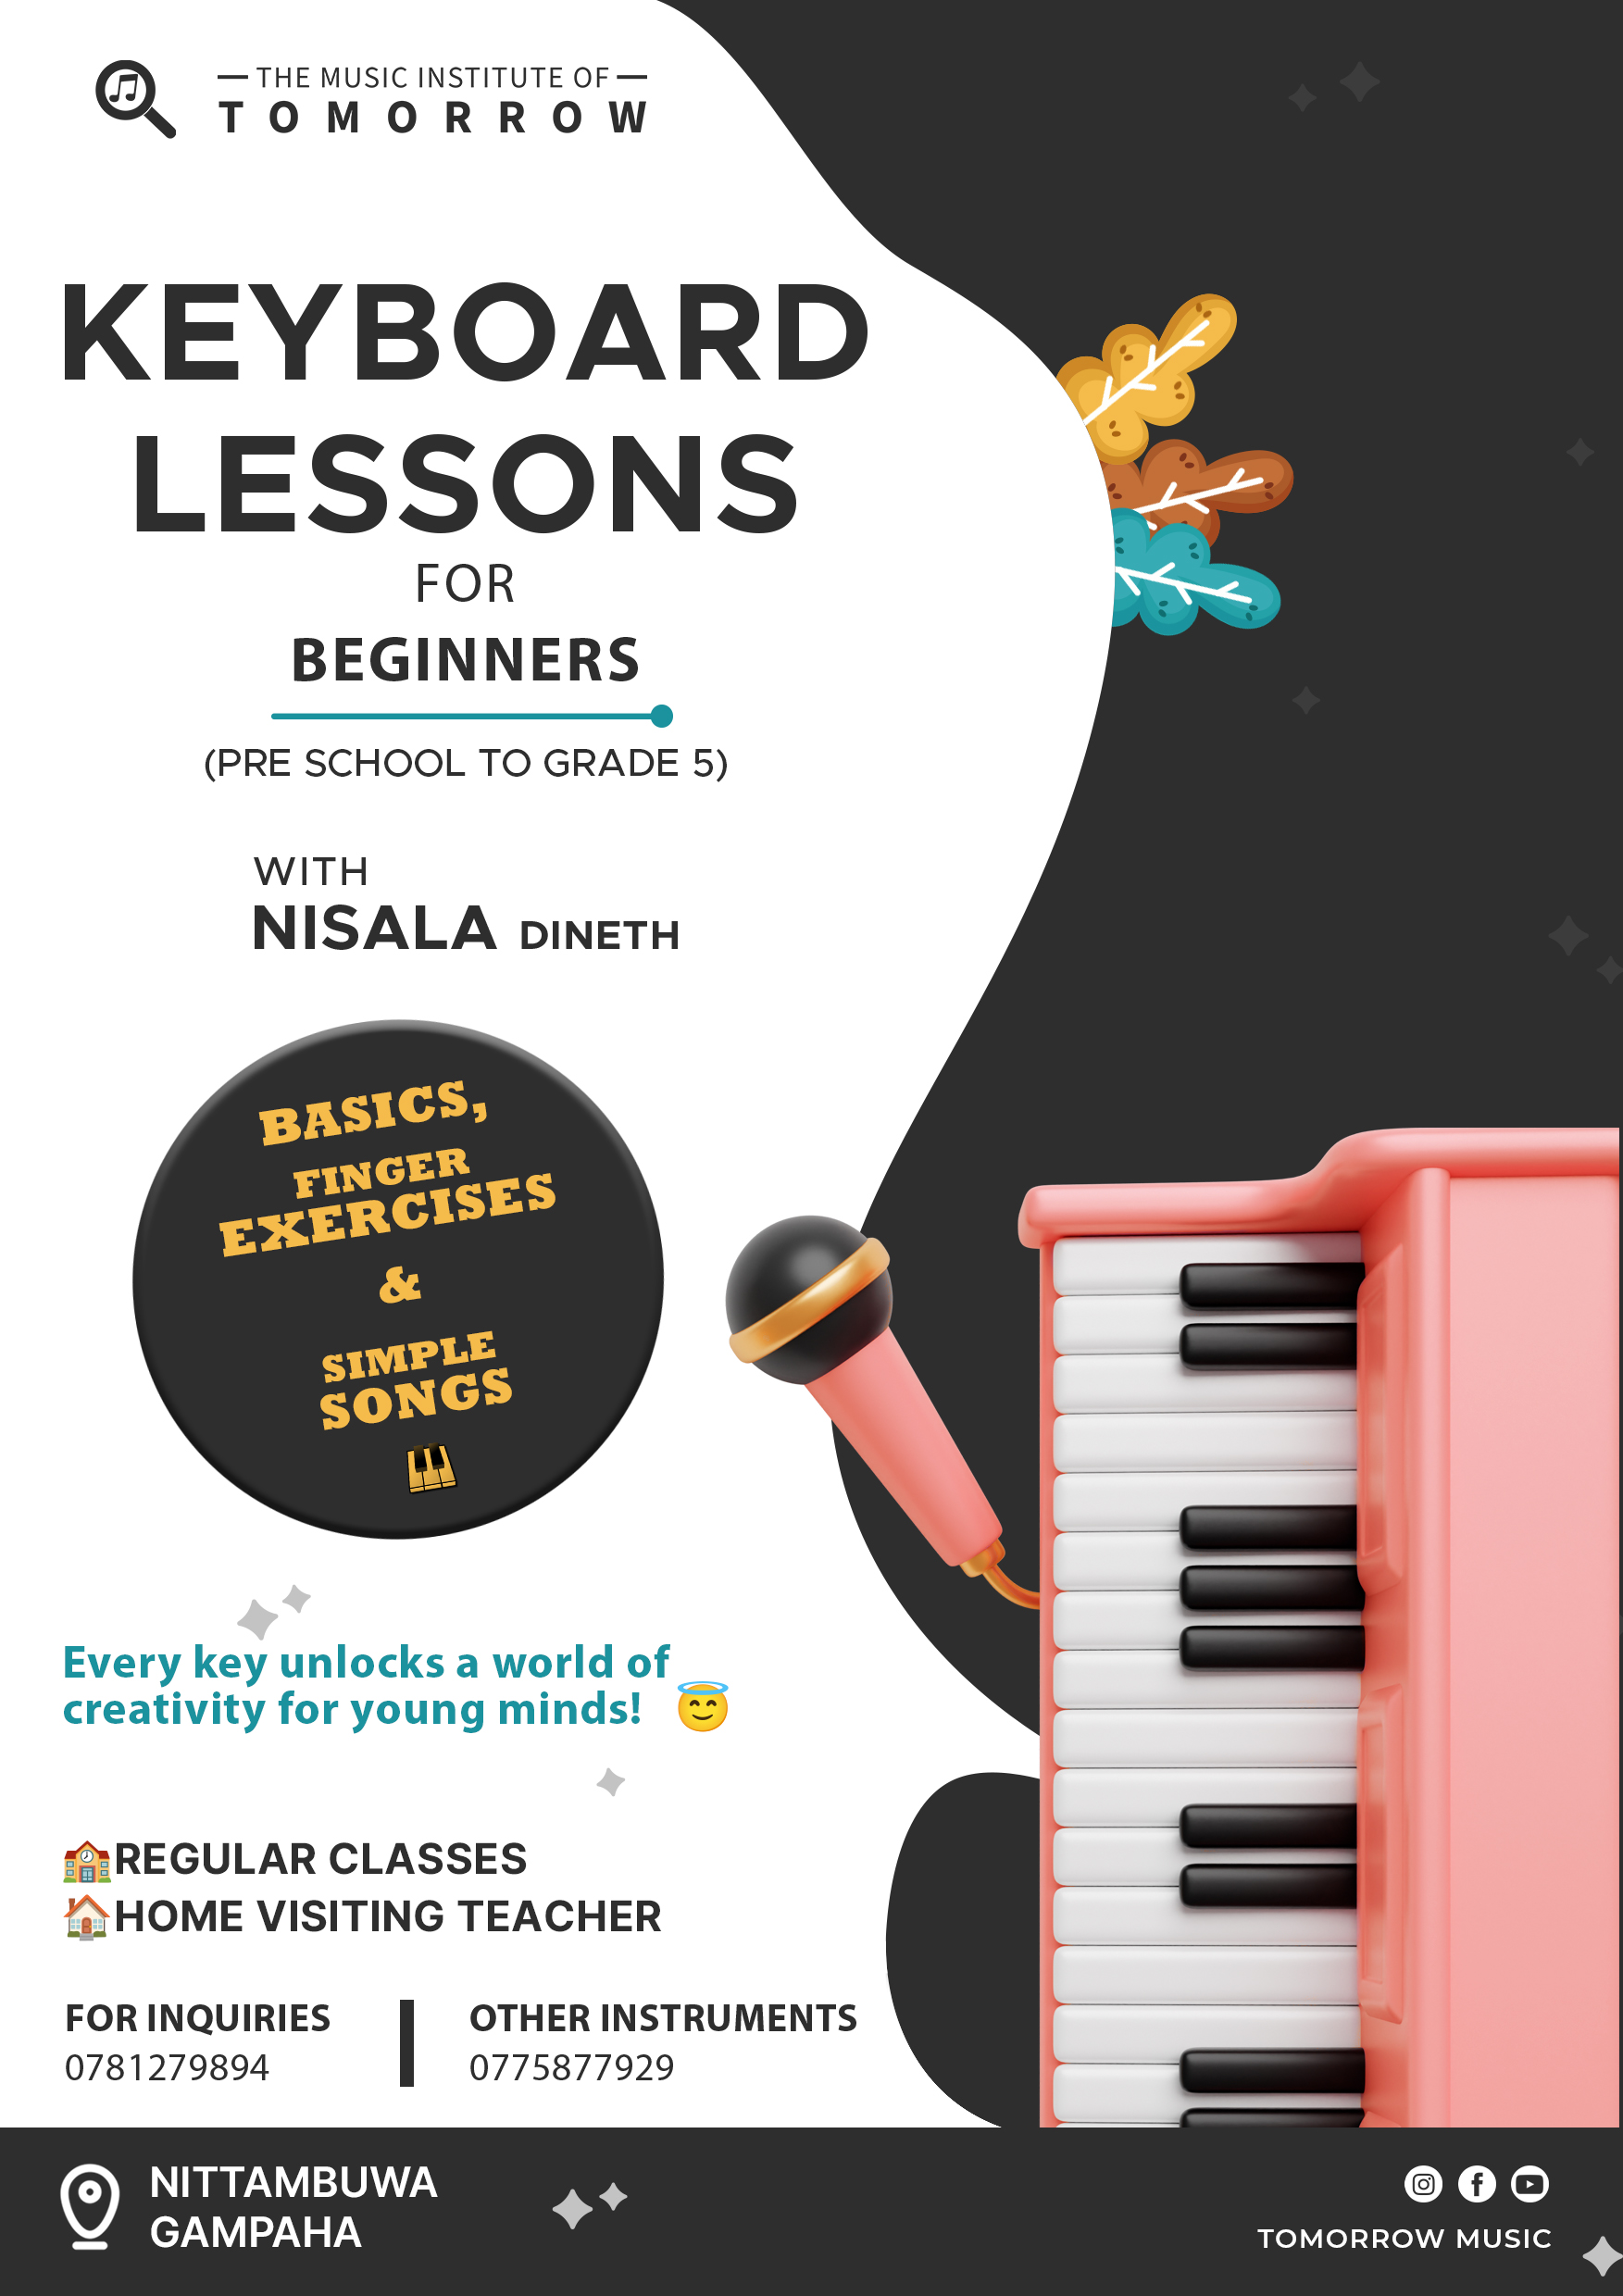 THE MUSIC INSTITUTE OF
TOMORROW
KEYBOARD
LESSONS
FOR
BEGINNERS
(PRE SCHOOL TO GRADE 5)
WITH
NISALA DINETH
BASICS,
FINGER
EXERCISES
&
SIMPLE
SONGS
Every key unlocks a world of
creativity for young minds!
REGULAR CLASSES
HOME VISITING TEACHER
FOR INQUIRIES
0781279894
OTHER INSTRUMENTS
0775877929
NITTAMBUWA
GAMPAHA
TOMORROW MUSIC